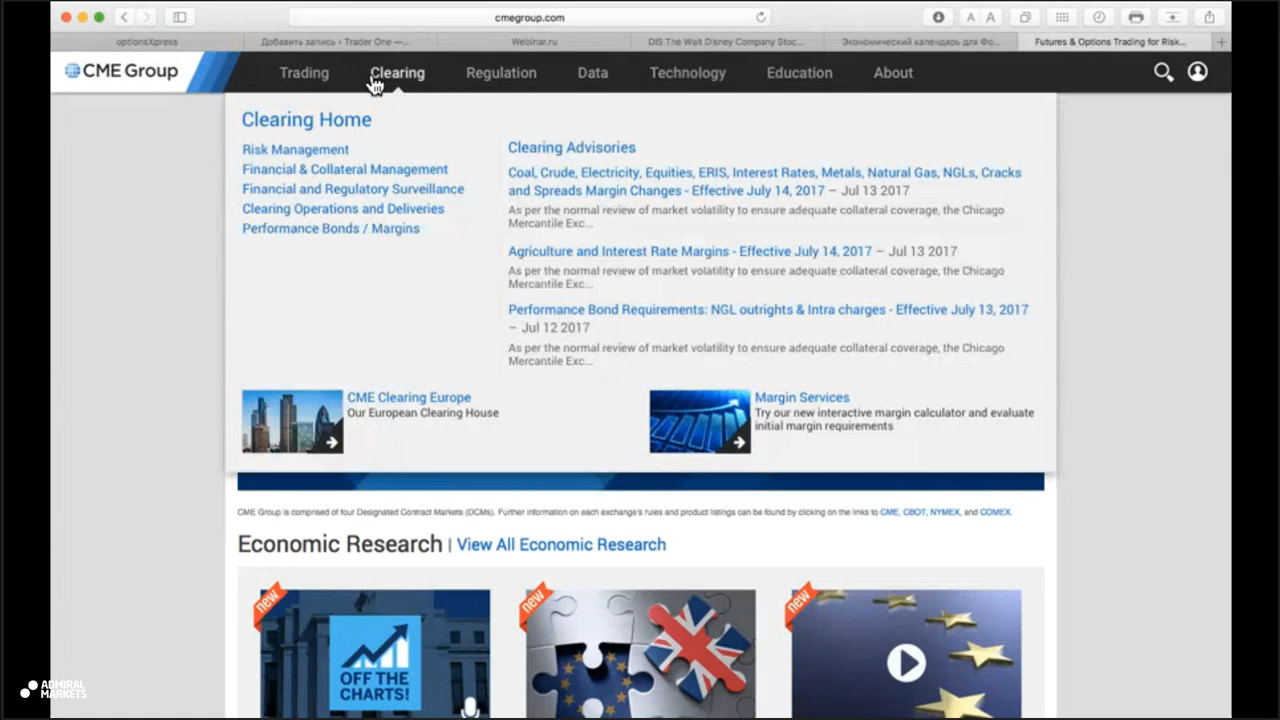 cmegroup.com
A A
optionsXpress
Добавить запись ‹ Trader One —...
Webinar.ru
DIS The Walt Disney Company Stoc...
Экономический календарь для Фо...
Futures & Options Trading for Risk...
CME Group
Trading
Clearing
Regulation
Data
Technology
Education
About
Clearing Home
Risk Management
Financial & Collateral Management
Financial and Regulatory Surveillance
Clearing Operations and Deliveries
Performance Bonds / Margins
Clearing Advisories
Coal, Crude, Electricity, Equities, ERIS, Interest Rates, Metals, Natural Gas, NGLs, Cracks
and Spreads Margin Changes - Effective July 14, 2017 – Jul 13 2017
As per the normal review of market volatility to ensure adequate collateral coverage, the Chicago
Mercantile Exc...
Agriculture and Interest Rate Margins - Effective July 14, 2017 – Jul 13 2017
As per the normal review of market volatility to ensure adequate collateral coverage, the Chicago
Mercantile Exc...
Performance Bond Requirements: NGL outrights & Intra charges - Effective July 13, 2017
– Jul 12 2017
As per the normal review of market volatility to ensure adequate collateral coverage, the Chicago
Mercantile Exc...
CME Clearing Europe
Our European Clearing House
Margin Services
Try our new interactive margin calculator and evaluate
initial margin requirements
CME Group is comprised of four Designated Contract Markets (DCMs). Further information on each exchange's rules and product listings can be found by clicking on the links to CME, CBOT, NYMEX, and COMEX.
Economic Research | View All Economic Research
new
new
new
OFF THE
CHARTS!
ADMIRAL
MARKETS